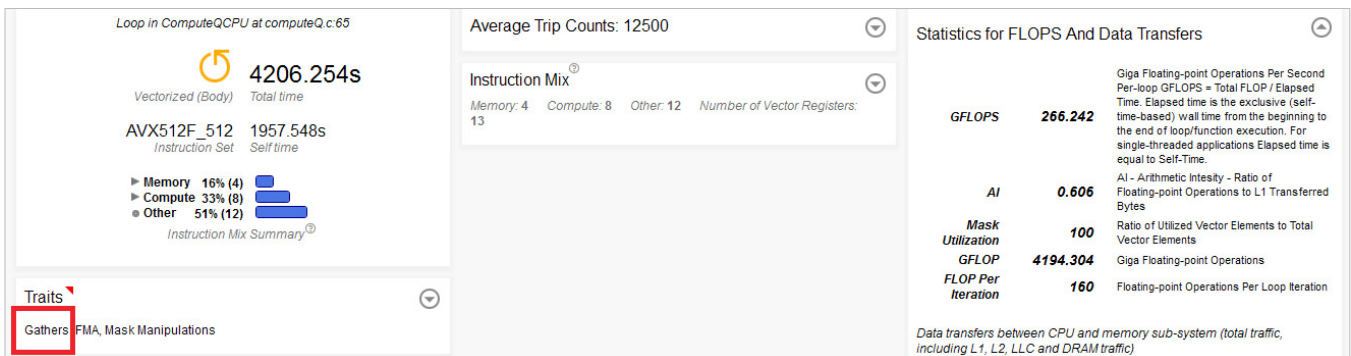 Loop in ComputeQCPU at computeQ.c:65
4206.254s
Vectorized (Body) Total time
AVX512F_512 1957.548s
Instruction Set Self time
Memory 16% (4)
Compute 33% (8)
Other 51% (12)
Instruction Mix Summary?
Traits
Gathers, FMA, Mask Manipulations
Average Trip Counts: 12500
Instruction Mix?
Memory: 4 Compute: 8 Other: 12 Number of Vector Registers:
13
Statistics for FLOPS And Data Transfers
GFLOPS 266.242
Giga Floating-point Operations Per Second
Per-loop GFLOPS = Total FLOP / Elapsed
Time. Elapsed time is the exclusive (self-
time-based) wall time from the beginning to
the end of loop/function execution. For
single-threaded applications Elapsed time is
equal to Self-Time.
AI 0.606
AI - Arithmetic Intesity - Ratio of
Floating-point Operations to L1 Transferred
Bytes
Mask
Utilization 100
Ratio of Utilized Vector Elements to Total
Vector Elements
GFLOP 4194.304 Giga Floating-point Operations
FLOP Per
Iteration 160 Floating-point Operations Per Loop Iteration
Data transfers between CPU and memory sub-system (total traffic,
including L1, L2, LLC and DRAM traffic)